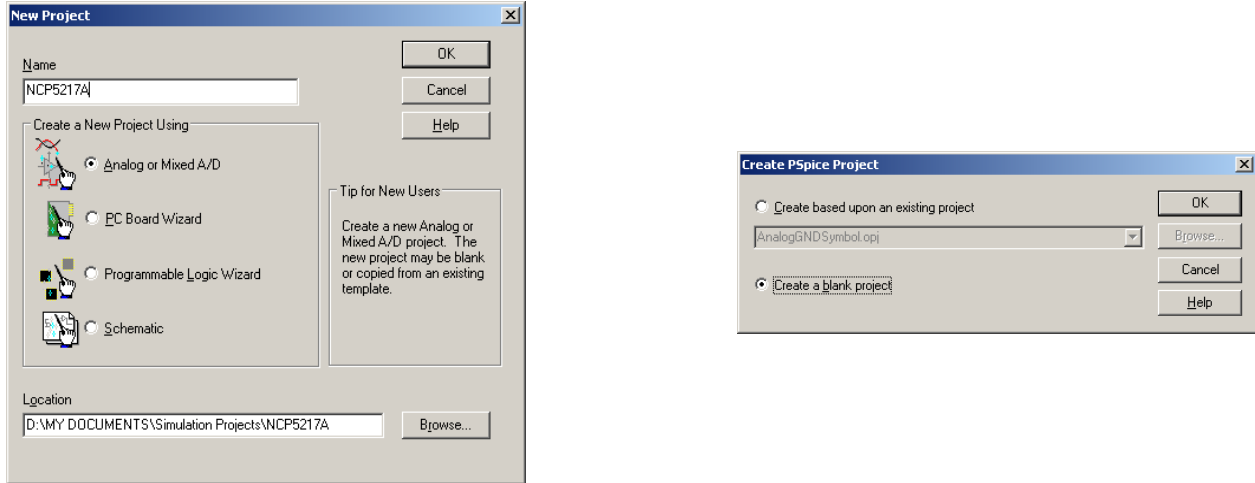 New Project
OK
Name
NCP5217A
Cancel
Help
Create a New Project Using
Analog or Mixed A/D
PC Board Wizard
Programmable Logic Wizard
Schematic
Tip for New Users
Create a new Analog or
Mixed A/D project. The
new project may be blank
or copied from an existing
template.
Location
D:\MY DOCUMENTS\Simulation Projects\NCP5217A
Browse...
Create PSpice Project
Create based upon an existing project
OK
AnalogGNDSymbol.opj
Browse...
Cancel
Create a blank project
Help